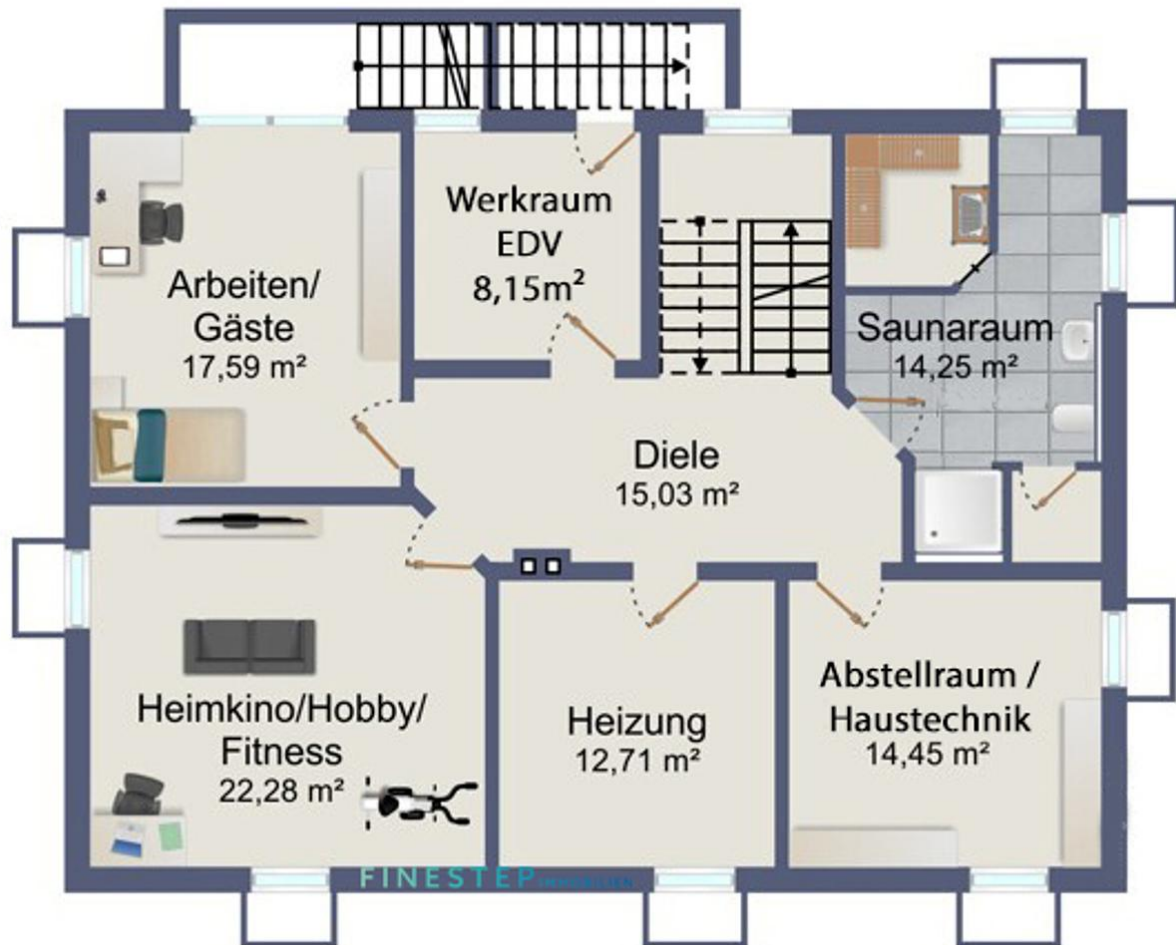 Werkraum
EDV
8,15m²
Arbeiten/
Gäste
17,59 m²
Saunaraum
14,25 m²
Diele
15,03 m²
Heimkino/Hobby/
Fitness
22,28 m²
Heizung
12,71 m²
Abstellraum /
Haustechnik
14,45 m²
FINESTEP IMMOBILIEN